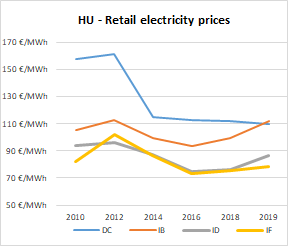 HU - Retail electricity prices
170 €/MWh
150 €/MWh
130 €/MWh
110 €/MWh
90 €/MWh
70 €/MWh
50 €/MWh
2010 2012 2014 2016 2018 2019
DC IB ID IF